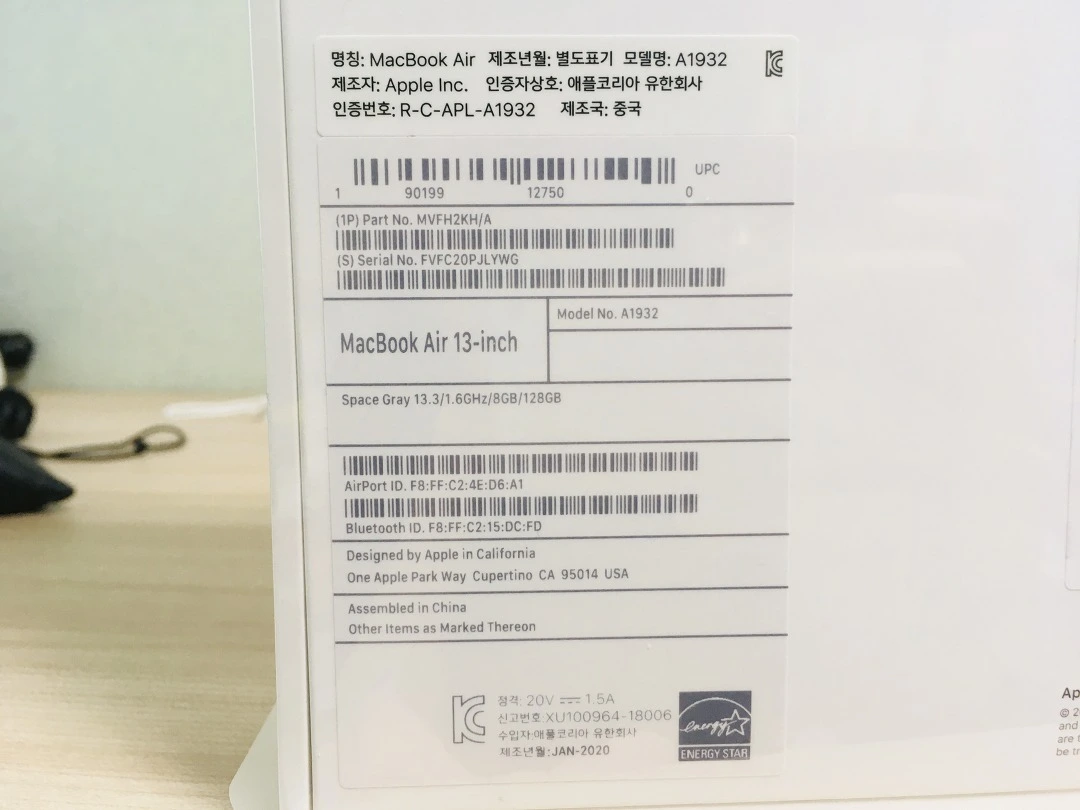 명칭: MacBook Air 제조년월: 별도표기 모델명: A1932
제조자: Apple Inc. 인증자상호: 애플코리아 유한회사
인증번호: R-C-APL-A1932 제조국: 중국
UPC
1 90199 12750 0
(1P) Part No. MVFH2KH/A
(S) Serial No. FVFC20PJLYWG
MacBook Air 13-inch
Model No. A1932
Space Gray 13.3/1.6GHz/8GB/128GB
AirPort ID. F8:FF:C2:4E:D6:A1
Bluetooth ID. F8:FF:C2:15:DC:FD
Designed by Apple in California
One Apple Park Way Cupertino CA 95014 USA
Assembled in China
Other Items as Marked Thereon
정격: 20V 1.5A
신고번호:XU100964-18006
수입자:애플코리아 유한회사
제조년월:JAN-2020
energy
ENERGY STAR
Ap
© 2
and
are t
be tr